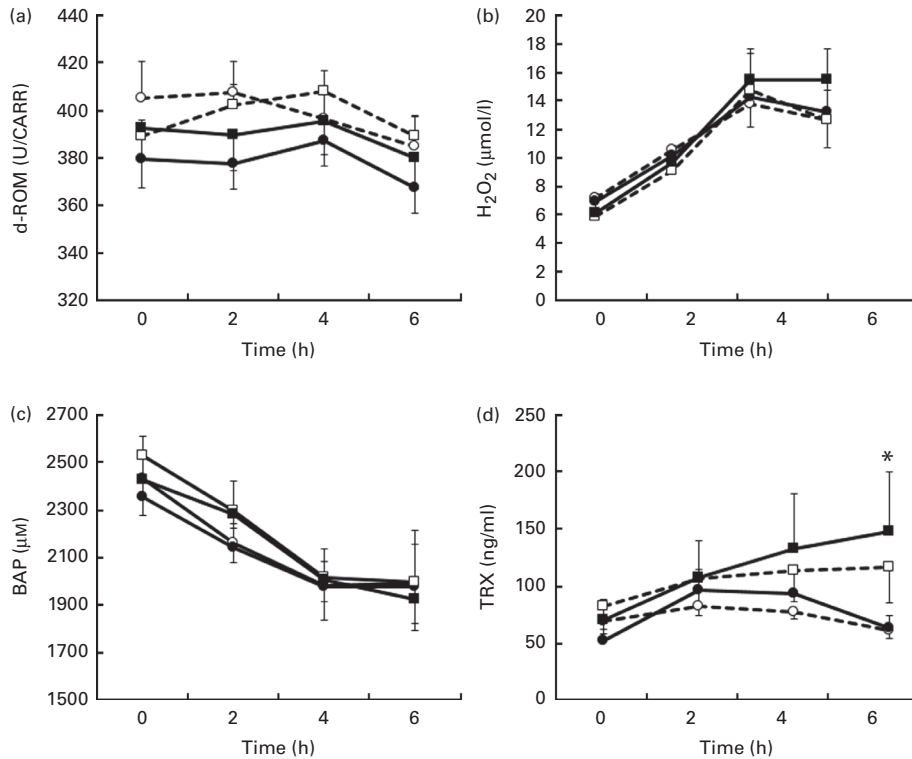 (a)
440
420
400
380
360
340
320
d-ROM (U/CARR)
0 2 4 6
Time (h)
(b)
20
18
16
14
12
10
8
6
4
2
0
H₂O₂ (μmol/l)
0 2 4 6
Time (h)
(c)
2700
2500
2300
2100
1900
1700
1500
BAP (μM)
0 2 4 6
Time (h)
(d)
250
200
150
100
50
0
TRX (ng/ml)
*
0 2 4 6
Time (h)